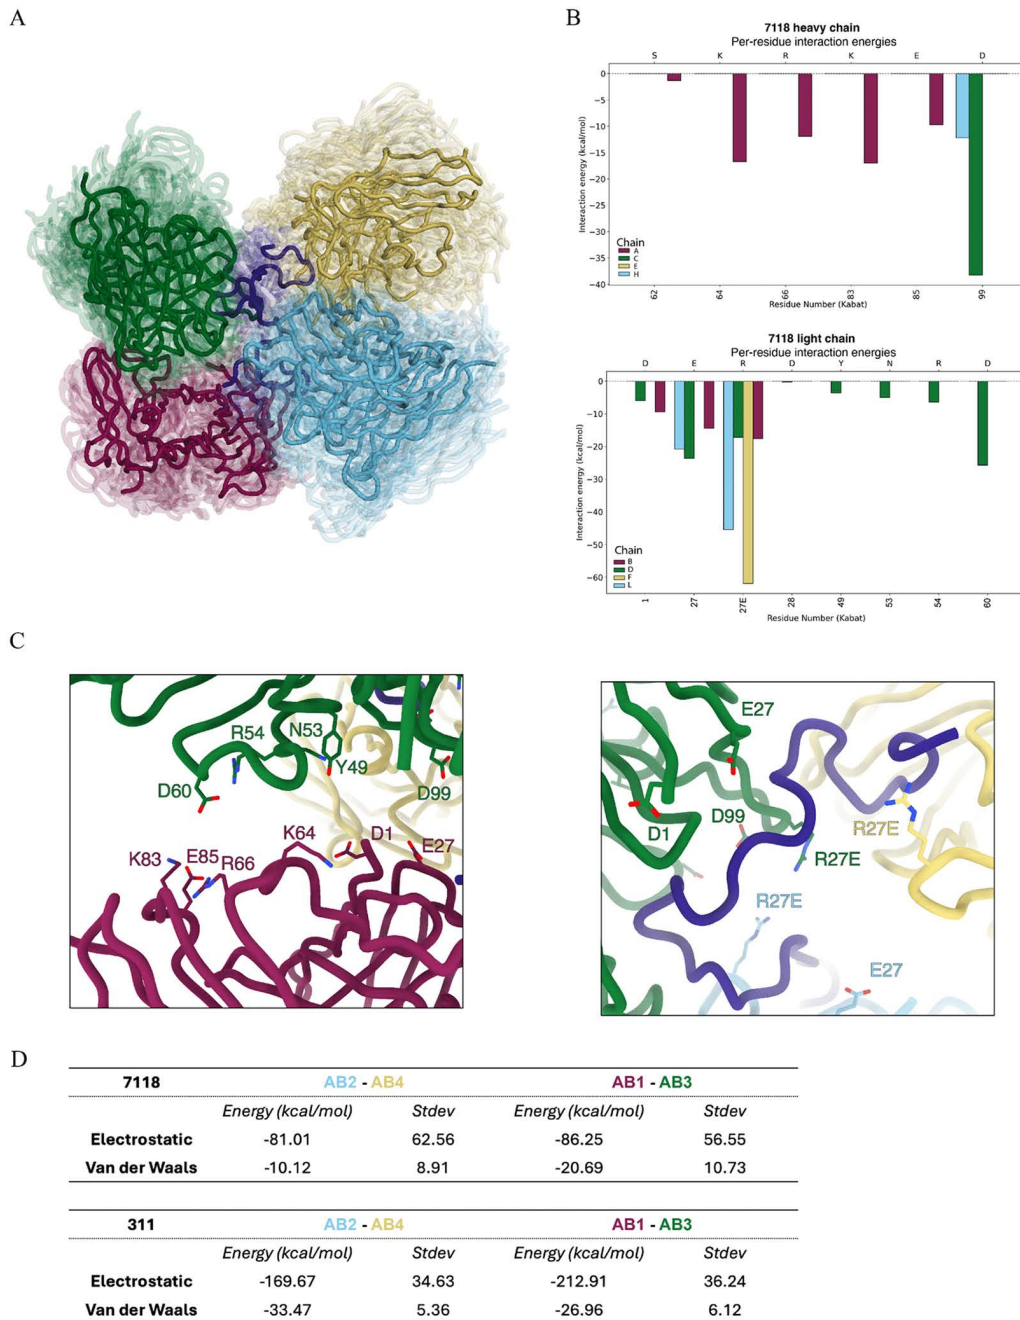 A
B
7118 heavy chain
Per-residue interaction energies
S K R K E D
0
−5
−10
−15
−20
−25
−30
−35
−40
Interaction energy (kcal/mol)
Chain
A
C
E
H
62 64 66 83 85 99
Residue Number (Kabat)
7118 light chain
Per-residue interaction energies
D E R D Y N R D
0
−10
−20
−30
−40
−50
−60
Interaction energy (kcal/mol)
Chain
B
D
F
L
1 27 27E 28 49 53 54 60
Residue Number (Kabat)
C
R54 N53
Y49
D60
D99
K64 D1
K83 E85 R66
E27
E27
D1
D99
R27E
R27E
R27E
E27
D
7118 AB2 - AB4 AB1 - AB3
Energy (kcal/mol) Stdev Energy (kcal/mol) Stdev
Electrostatic -81.01 62.56 -86.25 56.55
Van der Waals -10.12 8.91 -20.69 10.73
311 AB2 - AB4 AB1 - AB3
Energy (kcal/mol) Stdev Energy (kcal/mol) Stdev
Electrostatic -169.67 34.63 -212.91 36.24
Van der Waals -33.47 5.36 -26.96 6.12